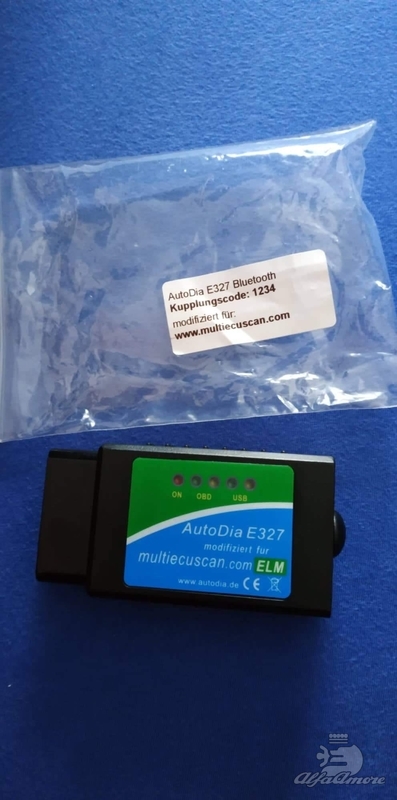 AutoDia E327 Bluetooth
Kupplungscode: 1234
modifiziert für:
www.multiecuscan.com
ON OBD USB
AutoDia E327
modifiziert für
multiecuscan.com ELM
www.autodia.de CE
AlfaAmore